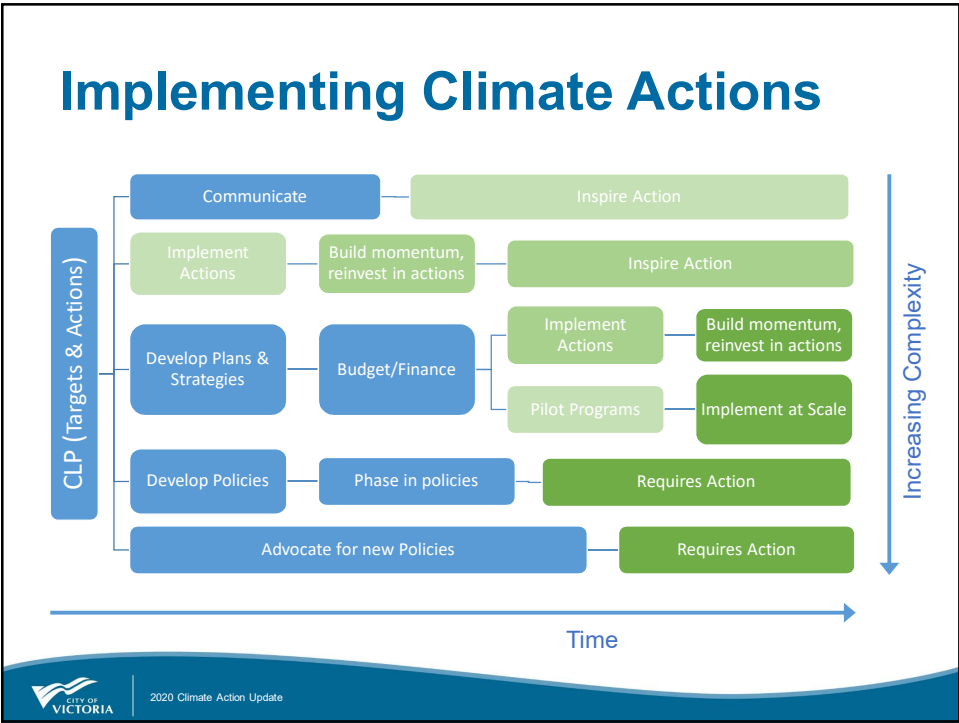 Implementing Climate Actions
CLP (Targets & Actions)
Communicate
Inspire Action
Implement
Actions
Build momentum,
reinvest in actions
Inspire Action
Develop Plans &
Strategies
Budget/Finance
Implement
Actions
Build momentum,
reinvest in actions
Pilot Programs
Implement at Scale
Develop Policies
Phase in policies
Requires Action
Advocate for new Policies
Requires Action
Increasing Complexity
Time
CITY OF
VICTORIA
2020 Climate Action Update